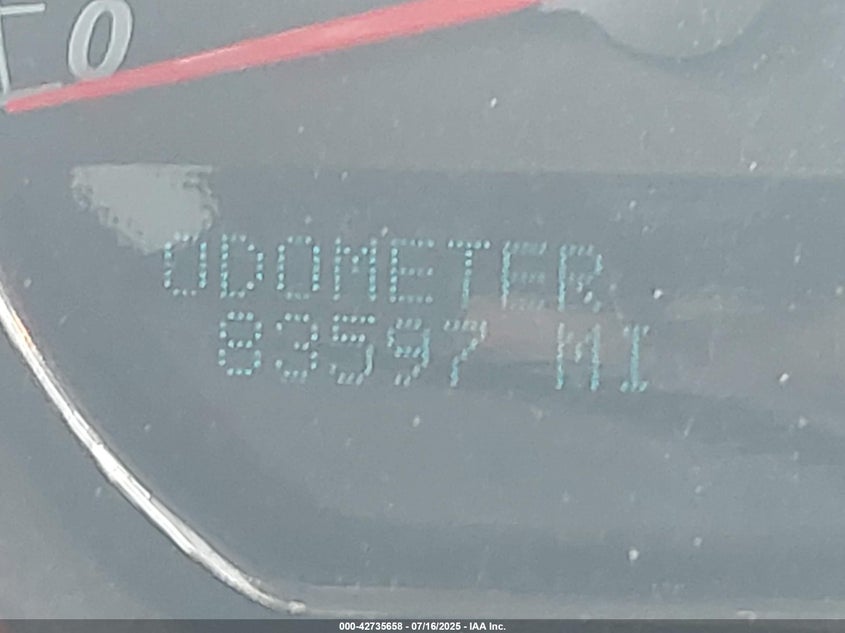 0
ODOMETER
83597 MI
000-42735658 - 07/16/2025 - IAA Inc.